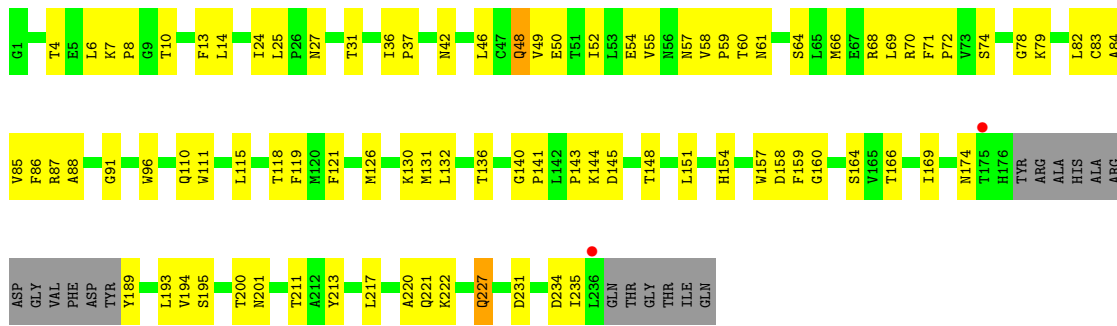 G1 T4 E5 L6 K7 P8 G9 T10 F13 L14 I24 L25 P26 N27 T31 I36 P37 N42 L46 C47 Q48 V49 E50 T51 I52 L53 E54 V55 N56 N57 V58 P59 T60 N61 S64 L65 M66 E67 R68 L69 R70 F71 P72 V73 S74 G78 K79 L82 C83 A84
V85 F86 R87 A88 G91 W96 Q110 W111 L115 T118 F119 M120 F121 M126 K130 M131 L132 T136 G140 P141 L142 P143 K144 D145 T148 L151 H154 W157 D158 F159 G160 S164 V165 T166 I169 N174 T175 H176 TYR ARG ALA HIS ALA ARG
ASP GLY VAL PHE ASP TYR Y189 L193 V194 S195 T200 N201 T211 A212 Y213 L217 A220 Q221 K222 Q227 D231 D234 I235 L236 GLN THR GLY THR ILE GLN